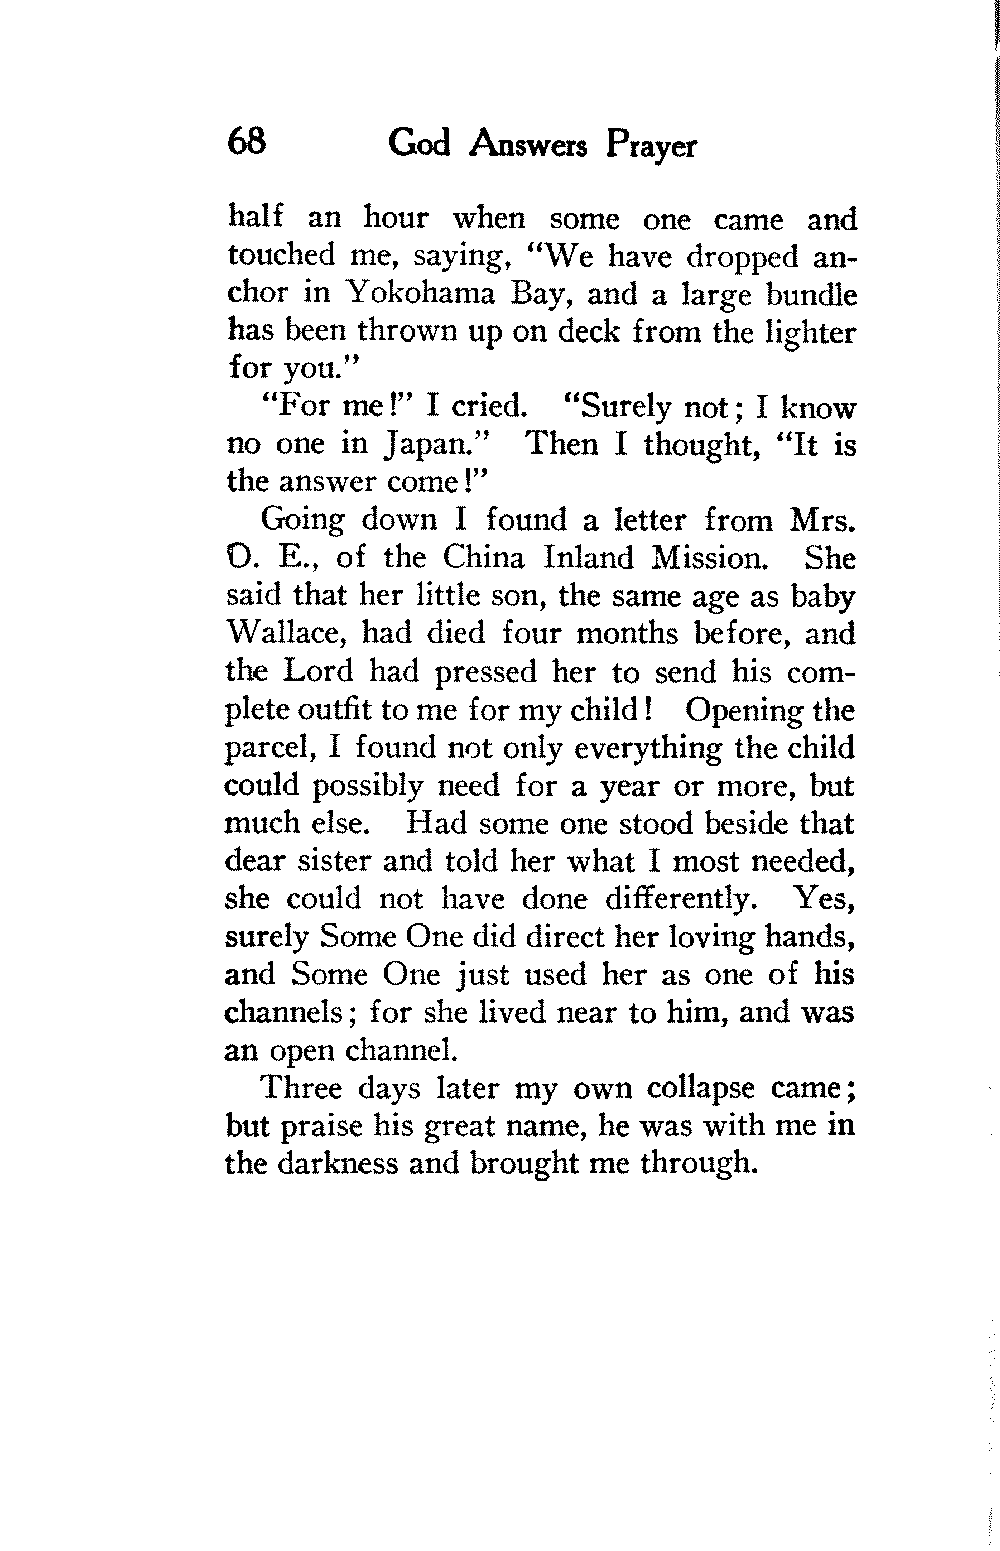 68 God Answers Prayer
half an hour when some one came and
touched me, saying, “We have dropped an-
chor in Yokohama Bay, and a large bundle
has been thrown up on deck from the lighter
for you.”
“For me!” I cried. “Surely not; I know
no one in Japan.” Then I thought, “It is
the answer come!”
Going down I found a letter from Mrs.
O. E., of the China Inland Mission. She
said that her little son, the same age as baby
Wallace, had died four months before, and
the Lord had pressed her to send his com-
plete outfit to me for my child! Opening the
parcel, I found not only everything the child
could possibly need for a year or more, but
much else. Had some one stood beside that
dear sister and told her what I most needed,
she could not have done differently. Yes,
surely Some One did direct her loving hands,
and Some One just used her as one of his
channels; for she lived near to him, and was
an open channel.
Three days later my own collapse came;
but praise his great name, he was with me in
the darkness and brought me through.